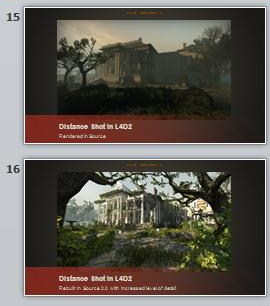 15
Distance Shot in L4D2
Rendered in Source
16
Distance Shot in L4D2
Rebuilt in Source 2.0 with increased level of detail